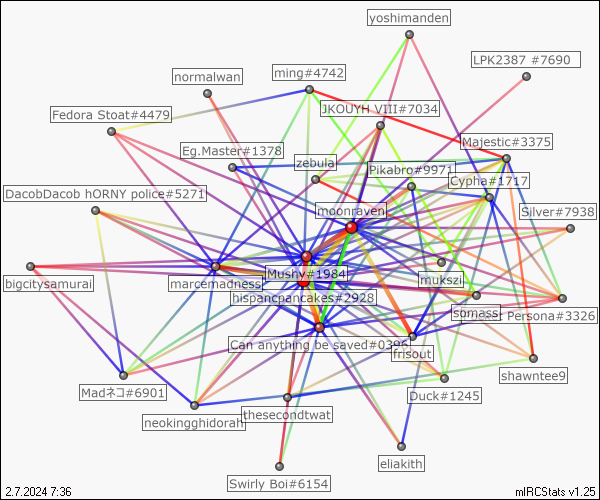 yoshimanden
LPK2387 #7690
normalwan
ming#4742
Fedora Stoat#4479
JKOUYH VIII#7034
Eg.Master#1378
Majestic#3375
zebula
Pikabro#9971
Cypha#1717
DacobDacob hORNY police#5271
moonraven
Silver#7938
bigcitysamurai
marcemadness
Mushy#1984
mukszi
hispancpancakes#2928
somassi
Persona#3326
Can anything be saved#0396
frisout
shawntee9
Madネコ#6901
Duck#1245
neokingghidorah
thesecondtwat
eliakith
Swirly Boi#6154
2.7.2024 7:36
mIRCStats v1.25